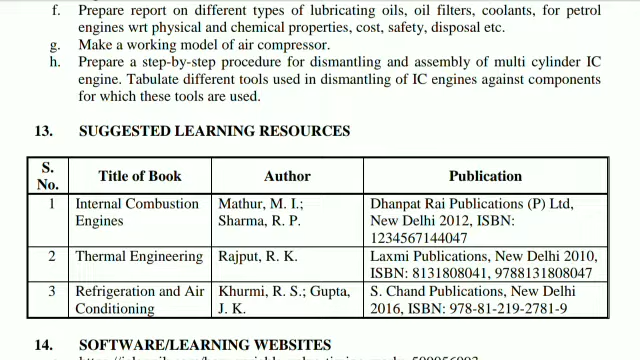 f. Prepare report on different types of lubricating oils, oil filters, coolants, for petrol
engines wrt physical and chemical properties, cost, safety, disposal etc.
g. Make a working model of air compressor.
h. Prepare a step-by-step procedure for dismantling and assembly of multi cylinder IC
engine. Tabulate different tools used in dismantling of IC engines against components
for which these tools are used.
13. SUGGESTED LEARNING RESOURCES
S. No. Title of Book Author Publication
1 Internal Combustion Engines Mathur, M. I.; Sharma, R. P. Dhanpat Rai Publications (P) Ltd, New Delhi 2012, ISBN: 1234567144047
2 Thermal Engineering Rajput, R. K. Laxmi Publications, New Delhi 2010, ISBN: 8131808041, 9788131808047
3 Refrigeration and Air Conditioning Khurmi, R. S.; Gupta, J. K. S. Chand Publications, New Delhi 2016, ISBN: 978-81-219-2781-9
14. SOFTWARE/LEARNING WEBSITES